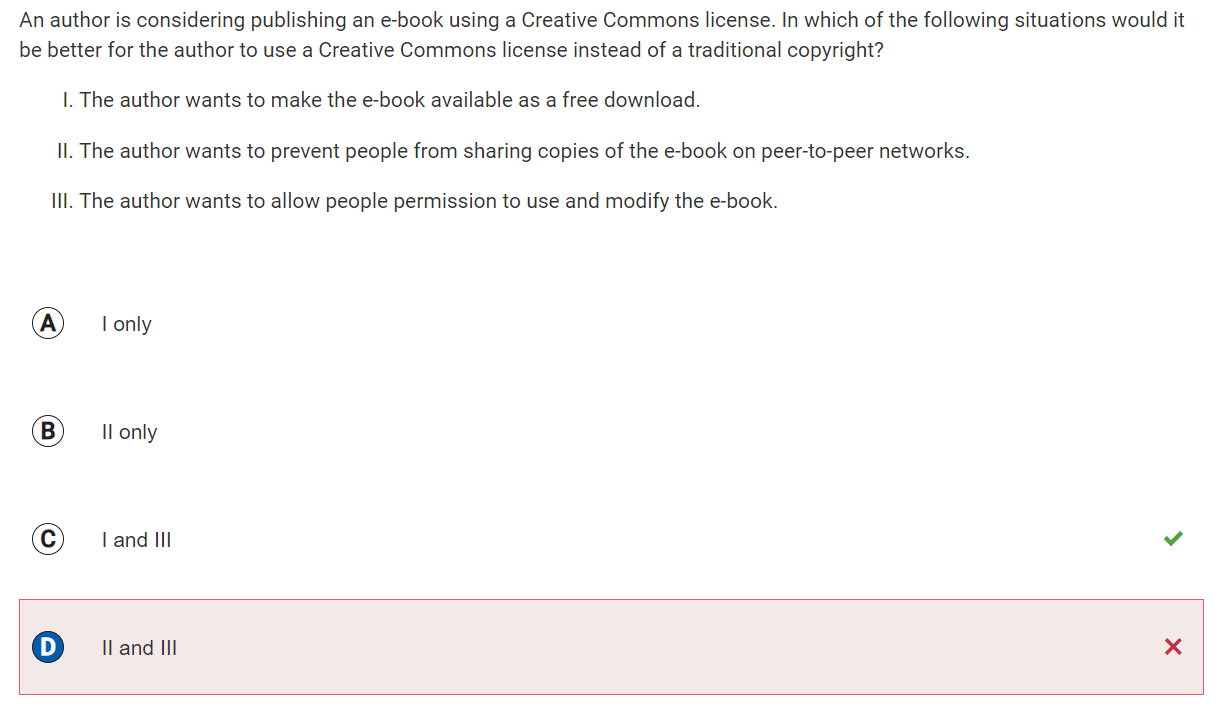 An author is considering publishing an e-book using a Creative Commons license. In which of the following situations would it
be better for the author to use a Creative Commons license instead of a traditional copyright?
I. The author wants to make the e-book available as a free download.
II. The author wants to prevent people from sharing copies of the e-book on peer-to-peer networks.
III. The author wants to allow people permission to use and modify the e-book.
A I only
B II only
C I and III
D II and III